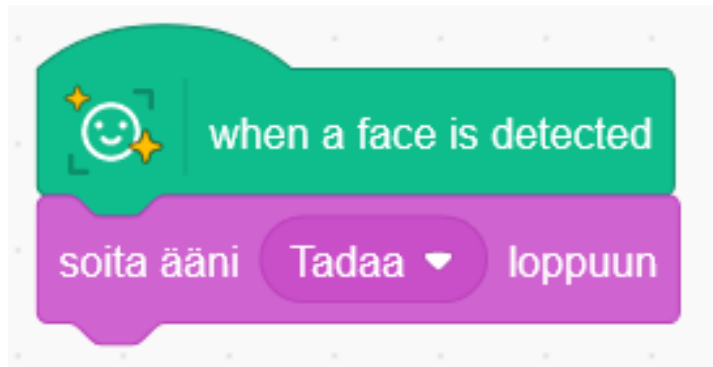 when a face is detected
soita ääni Tadaa loppuun